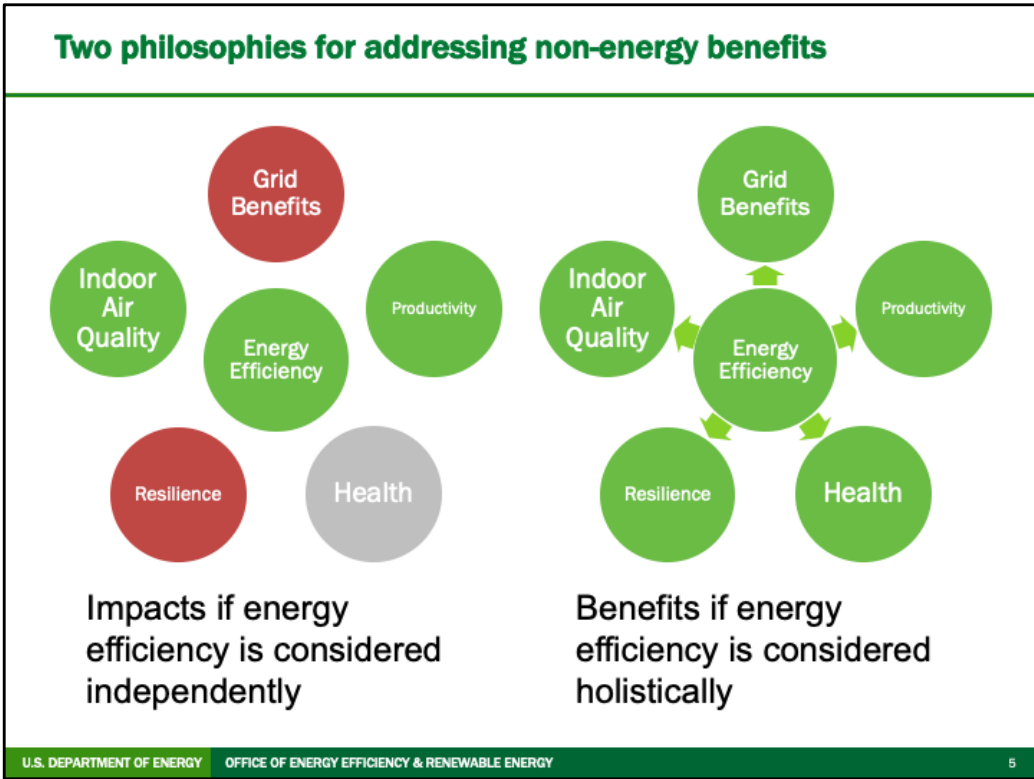 Two philosophies for addressing non-energy benefits
Grid
Benefits
Indoor
Air
Quality
Productivity
Energy
Efficiency
Resilience
Health
Impacts if energy
efficiency is considered
independently
Grid
Benefits
Indoor
Air
Quality
Productivity
Energy
Efficiency
Resilience
Health
Benefits if energy
efficiency is considered
holistically
U.S. DEPARTMENT OF ENERGY OFFICE OF ENERGY EFFICIENCY & RENEWABLE ENERGY 5